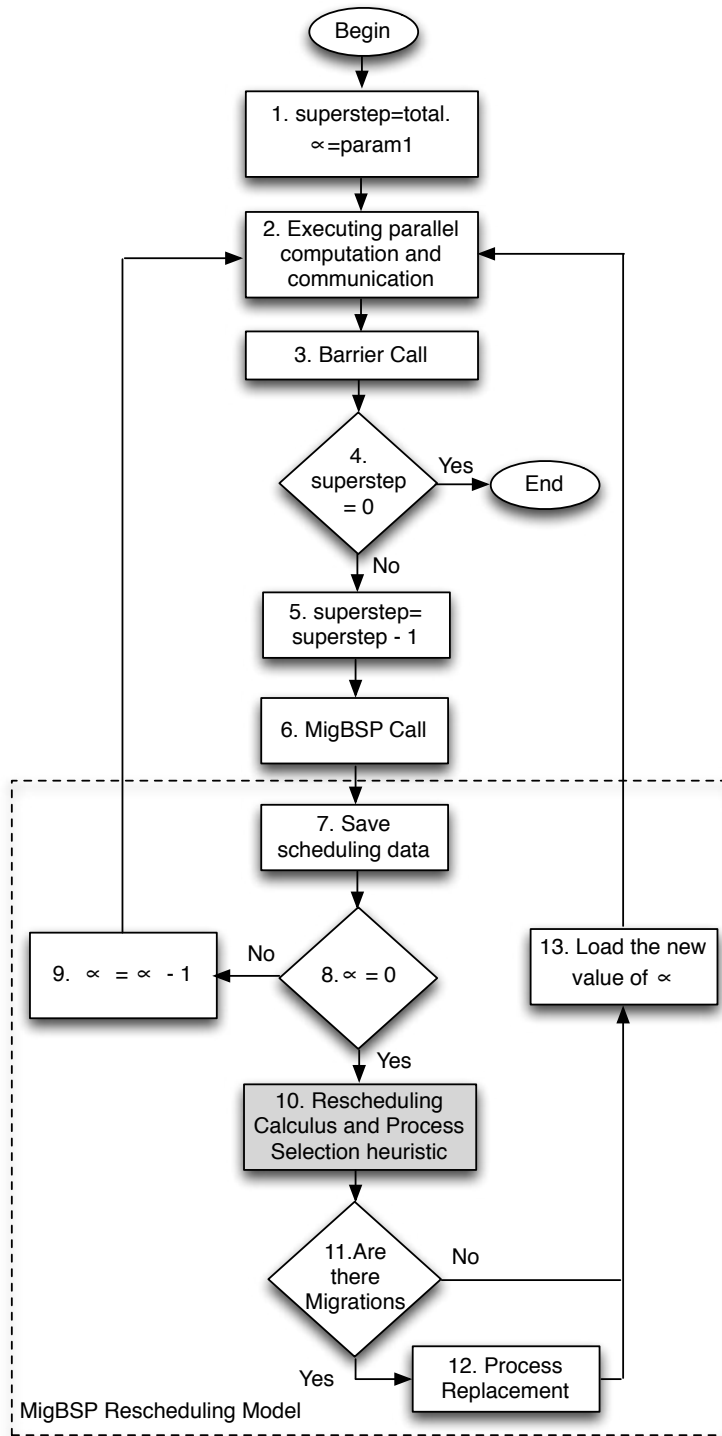 Begin
1. superstep=total.
∝=param1
2. Executing parallel
computation and
communication
3. Barrier Call
4.
superstep
= 0
Yes
End
No
5. superstep=
superstep - 1
6. MigBSP Call
7. Save
scheduling data
8.∝ = 0
No
9. ∝ = ∝ - 1
13. Load the new
value of ∝
Yes
10. Rescheduling
Calculus and Process
Selection heuristic
11.Are
there
Migrations
No
Yes
12. Process
Replacement
MigBSP Rescheduling Model